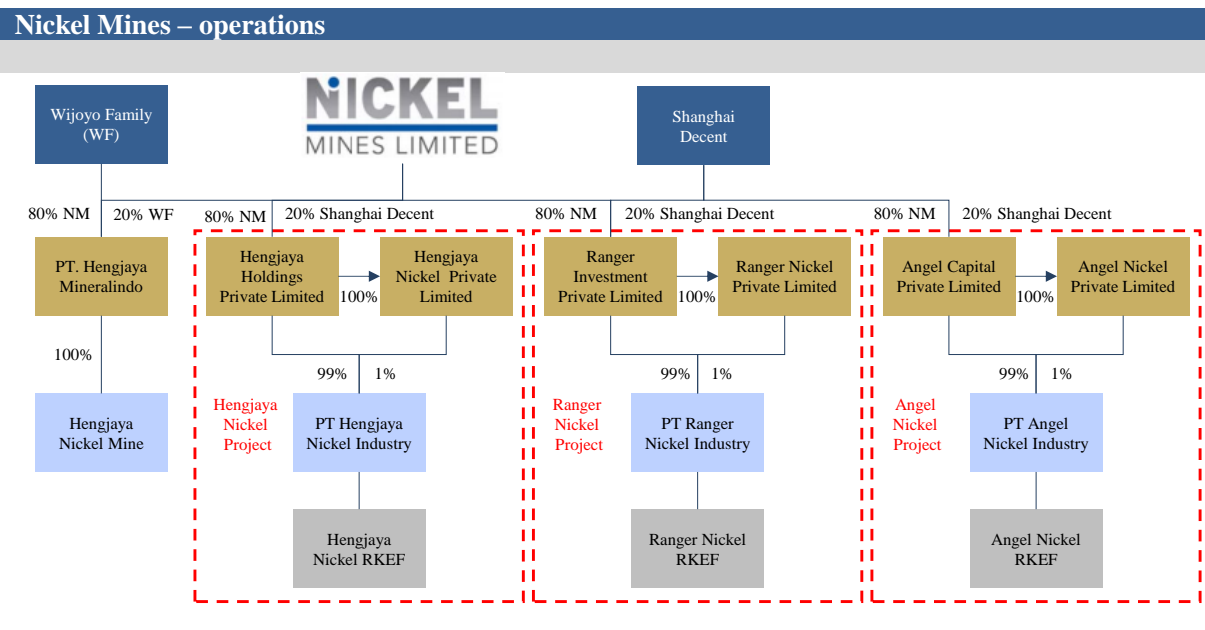 Nickel Mines – operations
Wijoyo Family
(WF)
NICKEL
MINES LIMITED
Shanghai
Decent
80% NM
20% WF
80% NM
20% Shanghai Decent
80% NM
20% Shanghai Decent
80% NM
20% Shanghai Decent
PT. Hengjaya
Mineralindo
Hengjaya
Holdings
Private Limited
100%
Hengjaya
Nickel Private
Limited
Ranger
Investment
Private Limited
100%
Ranger Nickel
Private Limited
Angel Capital
Private Limited
100%
Angel Nickel
Private Limited
100%
99%
1%
99%
1%
99%
1%
Hengjaya
Nickel Mine
Hengjaya
Nickel
Project
PT Hengjaya
Nickel Industry
Ranger
Nickel
Project
PT Ranger
Nickel Industry
Angel
Nickel
Project
PT Angel
Nickel Industry
Hengjaya
Nickel RKEF
Ranger Nickel
RKEF
Angel Nickel
RKEF